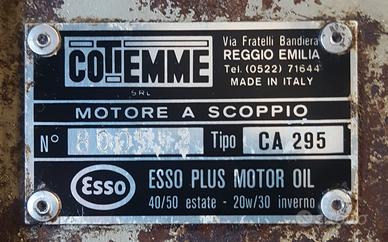 COTIEMME
SRL
Via Fratelli Bandiera
REGGIO EMILIA
Tel. (0522) 71644
MADE IN ITALY
MOTORE A SCOPPIO
N° Tipo CA 295
Esso
ESSO PLUS MOTOR OIL
40/50 estate - 20w/30 inverno